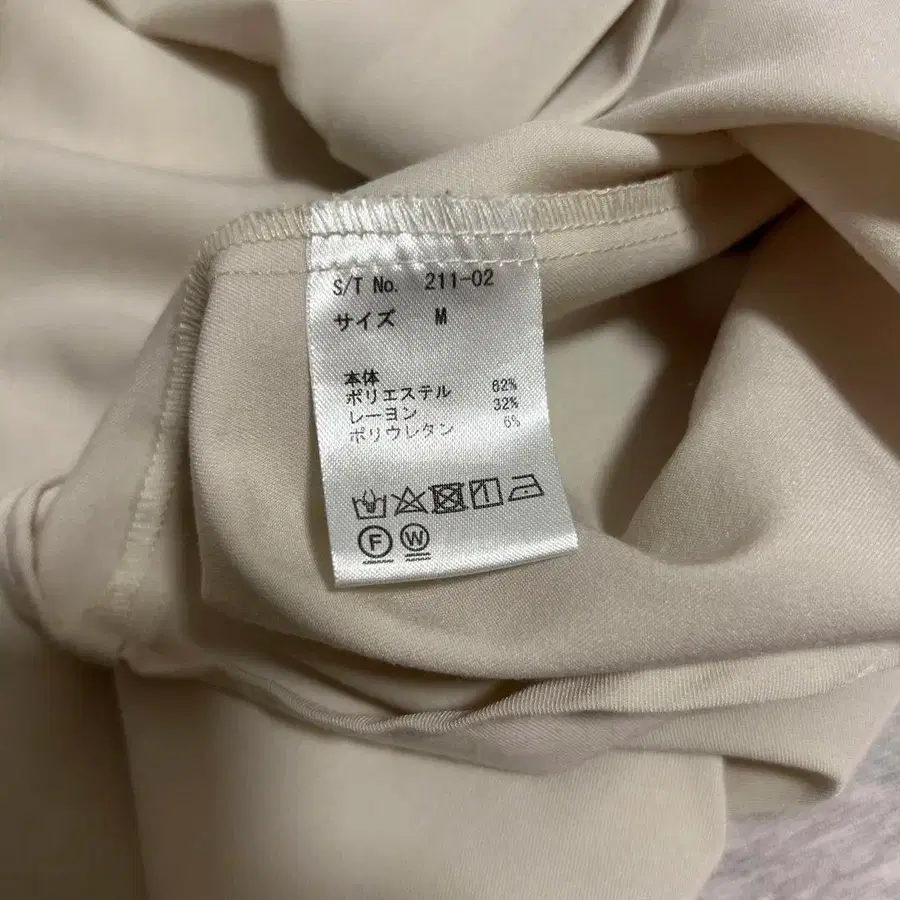 S/T No. 211-02
サイズ M
本体
ポリエステル 62%
レーヨン 32%
ポリウレタン 6%
F W